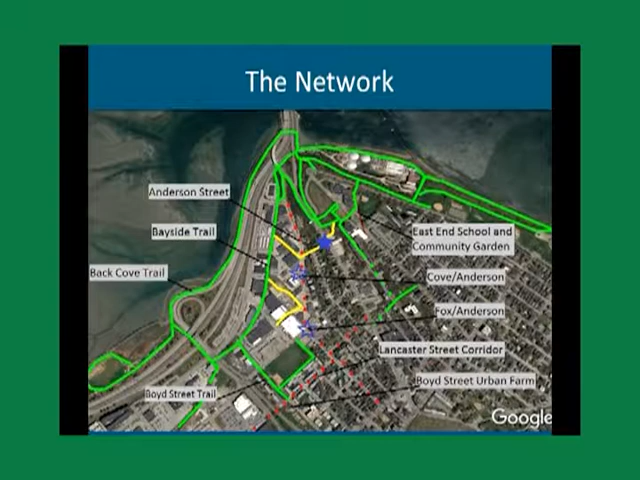 The Network
Anderson Street
Bayside Trail
East End School and
Community Garden
Back Cove Trail
Cove/Anderson
Fox/Anderson
Lancaster Street Corridor
Boyd Street Urban Farm
Boyd Street Trail
Google